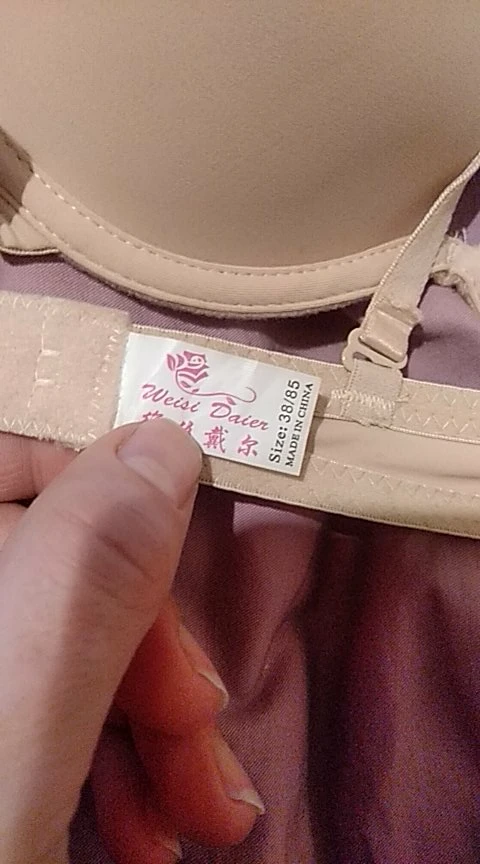 Weisi Daier
戴尔
Size: 38/85
MADE IN CHINA